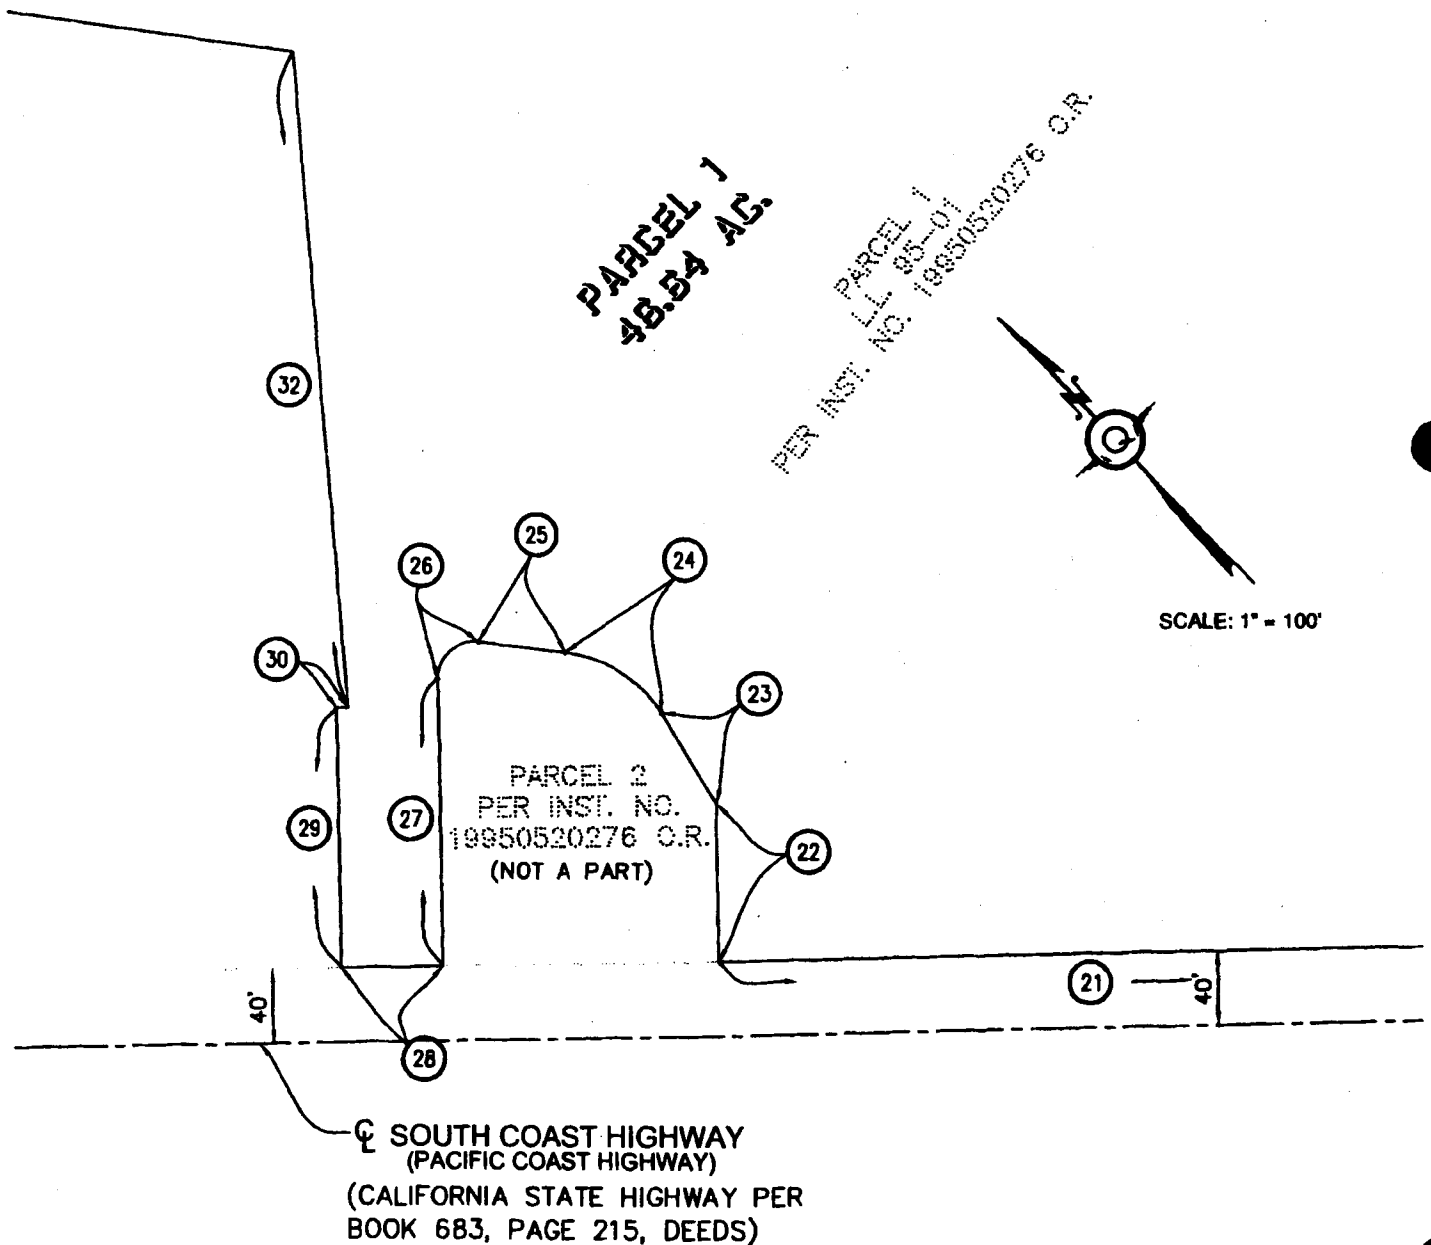 PARCEL 1
46.54 AC.
PARCEL 1
L.L. 95-01
PER INST. NO. 19950520276 O.R.
32
SCALE: 1" = 100'
25
24
26
30
23
PARCEL 2
PER INST. NO.
19950520276 O.R.
(NOT A PART)
29
27
22
21
40'
40'
28
℄ SOUTH COAST HIGHWAY
(PACIFIC COAST HIGHWAY)
(CALIFORNIA STATE HIGHWAY PER
BOOK 683, PAGE 215, DEEDS)